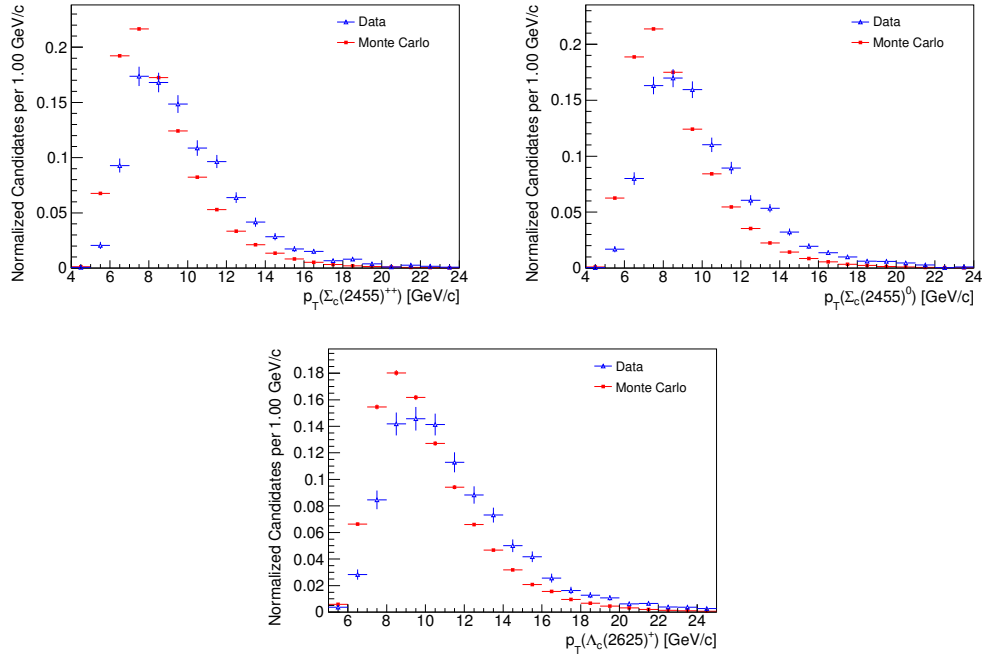 Normalized Candidates per 1.00 GeV/c
0.2
0.15
0.1
0.05
0
Data
Monte Carlo
4 6 8 10 12 14 16 18 20 22 24
p_T(Σ_c(2455)^{++}) [GeV/c]
Normalized Candidates per 1.00 GeV/c
0.2
0.15
0.1
0.05
0
Data
Monte Carlo
4 6 8 10 12 14 16 18 20 22 24
p_T(Σ_c(2455)^0) [GeV/c]
Normalized Candidates per 1.00 GeV/c
0.18
0.16
0.14
0.12
0.1
0.08
0.06
0.04
0.02
0
Data
Monte Carlo
6 8 10 12 14 16 18 20 22 24
p_T(Λ_c(2625)^+) [GeV/c]